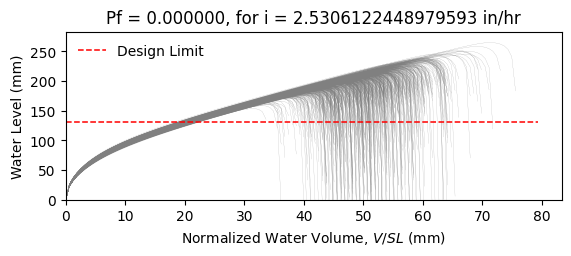 Pf = 0.000000, for i = 2.5306122448979593 in/hr
Design Limit
Water Level (mm)
250
200
150
100
50
0
0 10 20 30 40 50 60 70 80
Normalized Water Volume, V/SL (mm)